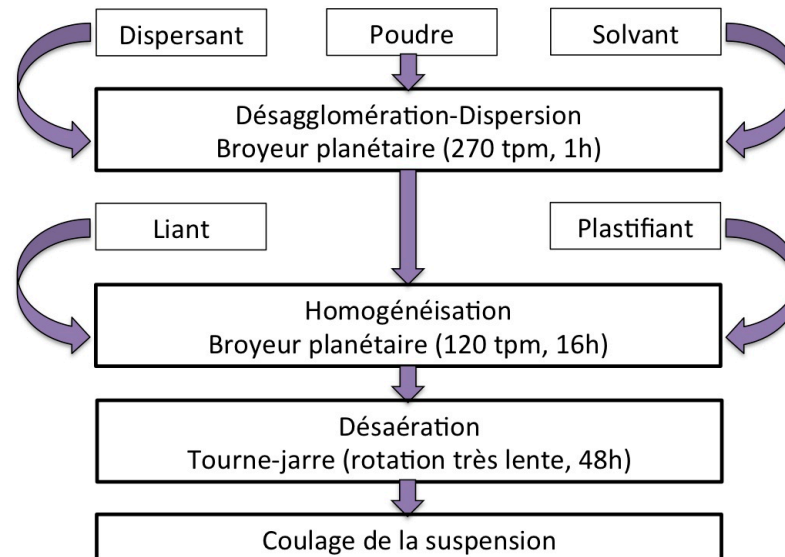 Dispersant
Poudre
Solvant
Désagglomération-Dispersion
Broyeur planétaire (270 tpm, 1h)
Liant
Plastifiant
Homogénéisation
Broyeur planétaire (120 tpm, 16h)
Désaération
Tourne-jarre (rotation très lente, 48h)
Coulage de la suspension